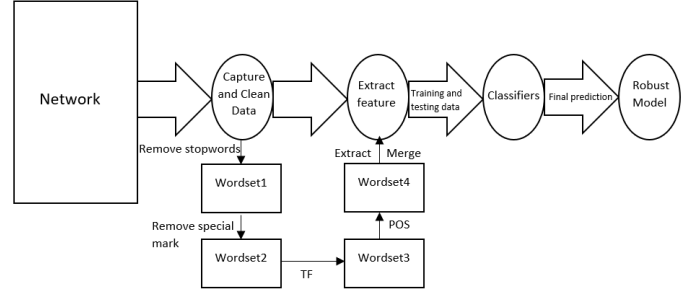 Network
Capture
and Clean
Data
Extract
feature
Training and
testing data
Classifiers
Final prediction
Robust
Model
Remove stopwords
Extract
Merge
Wordset1
Wordset4
Remove special
mark
POS
Wordset2
TF
Wordset3